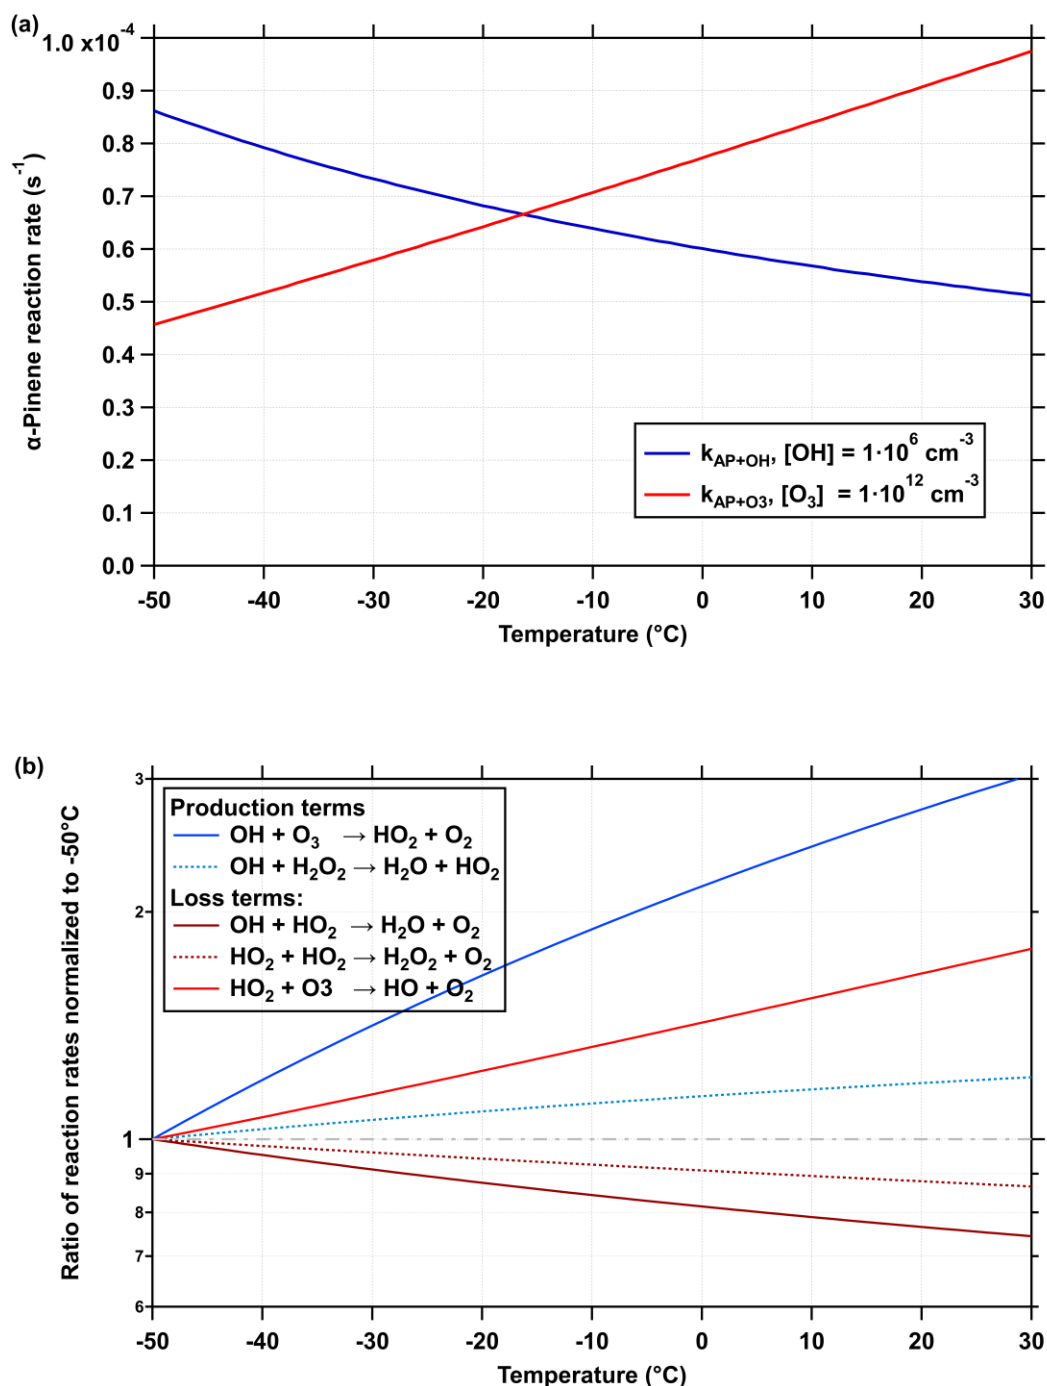 (a)
1.0 x10⁻⁴
0.9
0.8
0.7
0.6
0.5
0.4
0.3
0.2
0.1
0.0
α-Pinene reaction rate (s⁻¹)
k_AP+OH, [OH] = 1·10⁶ cm⁻³
k_AP+O3, [O₃] = 1·10¹² cm⁻³
-50 -40 -30 -20 -10 0 10 20 30
Temperature (°C)
(b)
3
2
1
9
8
7
6
Ratio of reaction rates normalized to -50°C
Production terms
OH + O₃ → HO₂ + O₂
OH + H₂O₂ → H₂O + HO₂
Loss terms:
OH + HO₂ → H₂O + O₂
HO₂ + HO₂ → H₂O₂ + O₂
HO₂ + O3 → HO + O₂
-50 -40 -30 -20 -10 0 10 20 30
Temperature (°C)